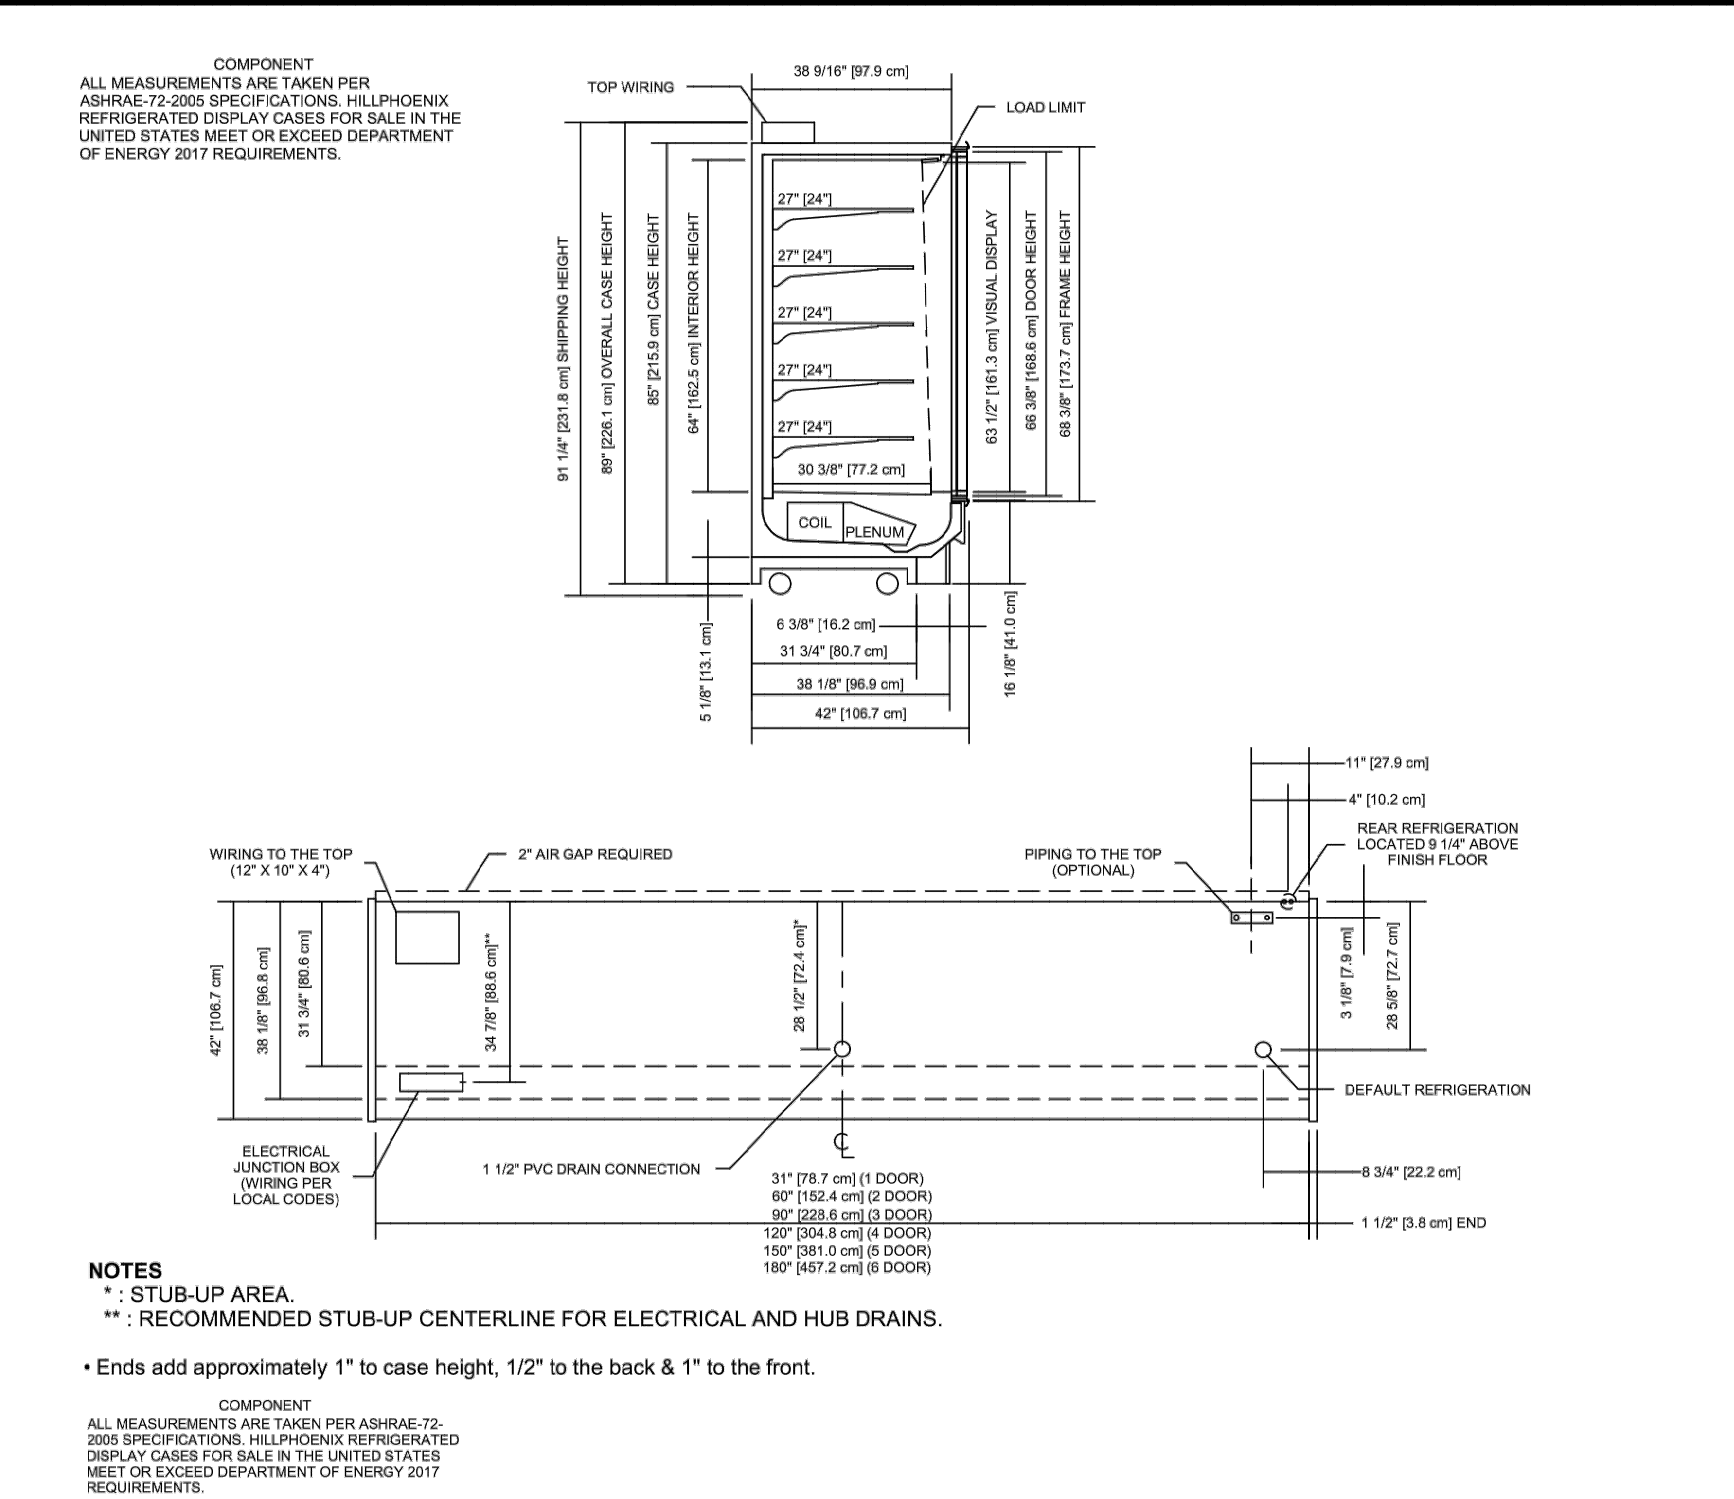 COMPONENT
ALL MEASUREMENTS ARE TAKEN PER
ASHRAE-72-2005 SPECIFICATIONS. HILLPHOENIX
REFRIGERATED DISPLAY CASES FOR SALE IN THE
UNITED STATES MEET OR EXCEED DEPARTMENT
OF ENERGY 2017 REQUIREMENTS.
38 9/16" [97.9 cm]
TOP WIRING
LOAD LIMIT
91 1/4" [231.8 cm] SHIPPING HEIGHT
89" [226.1 cm] OVERALL CASE HEIGHT
85" [215.9 cm] CASE HEIGHT
64" [162.5 cm] INTERIOR HEIGHT
27" [24"]
27" [24"]
27" [24"]
27" [24"]
27" [24"]
30 3/8" [77.2 cm]
63 1/2" [161.3 cm] VISUAL DISPLAY
66 3/8" [168.6 cm] DOOR HEIGHT
68 3/8" [173.7 cm] FRAME HEIGHT
COIL
PLENUM
5 1/8" [13.1 cm]
6 3/8" [16.2 cm]
31 3/4" [80.7 cm]
38 1/8" [96.9 cm]
42" [106.7 cm]
16 1/8" [41.0 cm]
11" [27.9 cm]
4" [10.2 cm]
REAR REFRIGERATION
LOCATED 9 1/4" ABOVE
FINISH FLOOR
WIRING TO THE TOP
(12" X 10" X 4")
2" AIR GAP REQUIRED
PIPING TO THE TOP
(OPTIONAL)
42" [106.7 cm]
38 1/8" [96.8 cm]
31 3/4" [80.6 cm]
34 7/8" [88.6 cm]**
28 1/2" [72.4 cm]*
3 1/8" [7.9 cm]
28 5/8" [72.7 cm]
DEFAULT REFRIGERATION
ELECTRICAL
JUNCTION BOX
(WIRING PER
LOCAL CODES)
1 1/2" PVC DRAIN CONNECTION
31" [78.7 cm] (1 DOOR)
60" [152.4 cm] (2 DOOR)
90" [228.6 cm] (3 DOOR)
120" [304.8 cm] (4 DOOR)
150" [381.0 cm] (5 DOOR)
180" [457.2 cm] (6 DOOR)
8 3/4" [22.2 cm]
1 1/2" [3.8 cm] END
NOTES
* : STUB-UP AREA.
** : RECOMMENDED STUB-UP CENTERLINE FOR ELECTRICAL AND HUB DRAINS.
• Ends add approximately 1" to case height, 1/2" to the back & 1" to the front.
COMPONENT
ALL MEASUREMENTS ARE TAKEN PER ASHRAE-72-
2005 SPECIFICATIONS. HILLPHOENIX REFRIGERATED
DISPLAY CASES FOR SALE IN THE UNITED STATES
MEET OR EXCEED DEPARTMENT OF ENERGY 2017
REQUIREMENTS.